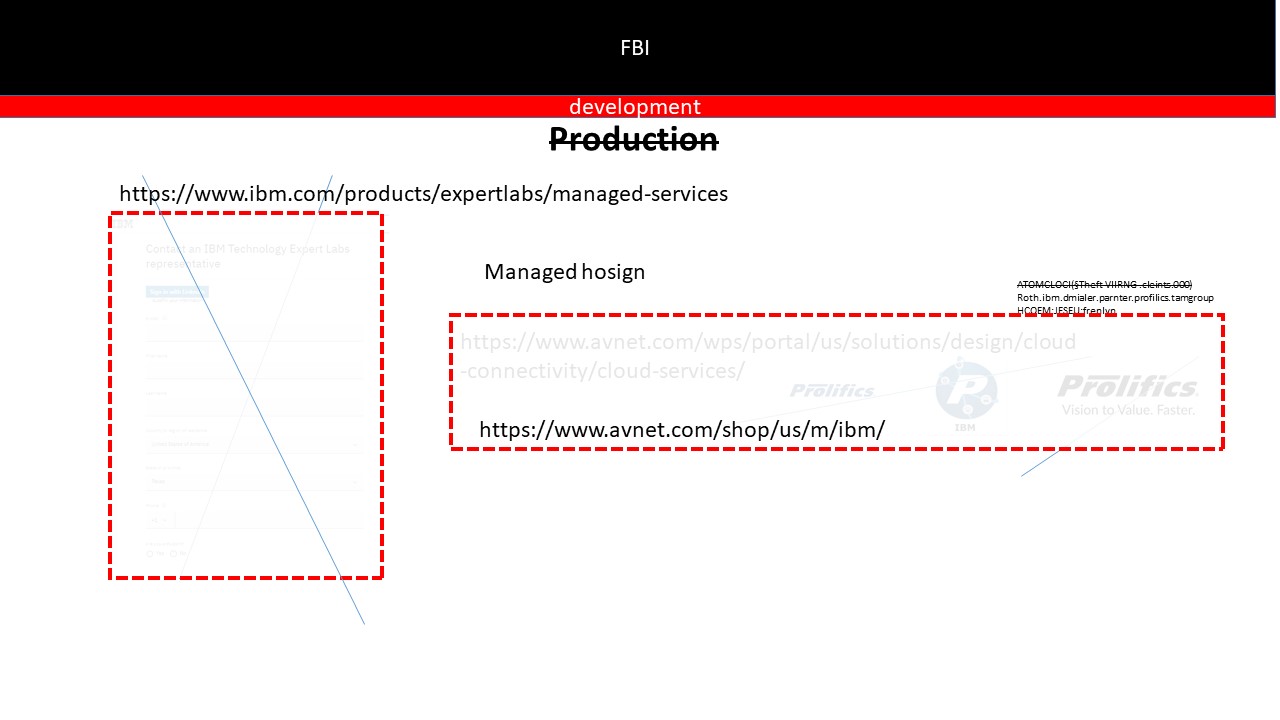 FBI
development
Production
https://www.ibm.com/products/expertlabs/managed-services
IBM
Contact an IBM Technology Expert Labs
representative
Managed hosign
ATOMCLOCI(§Theft VIIRNG .cleints.000)
Roth.ibm.dmialer.parnter.profilics.tamgroup
HCOEM:JESEU:frenlyn
https://www.avnet.com/wps/portal/us/solutions/design/cloud
-connectivity/cloud-services/
Prolifics
IBM
Prolifics
Vision to Value. Faster.
https://www.avnet.com/shop/us/m/ibm/